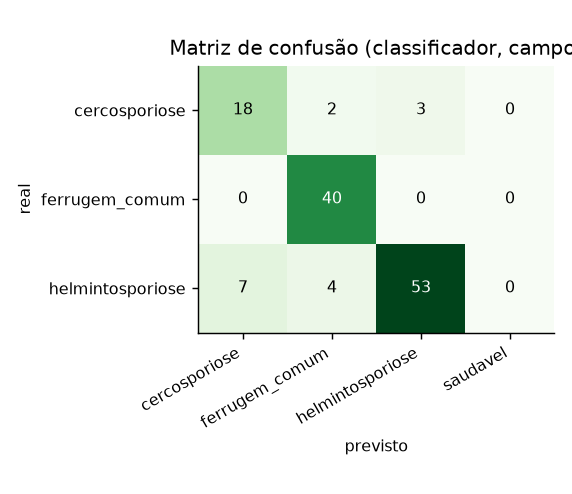 Matriz de confusão (classificador, campo
real
cercosporiose 18 2 3 0
ferrugem_comum 0 40 0 0
helmintosporiose 7 4 53 0
cercosporiose ferrugem_comum helmintosporiose saudavel
previsto